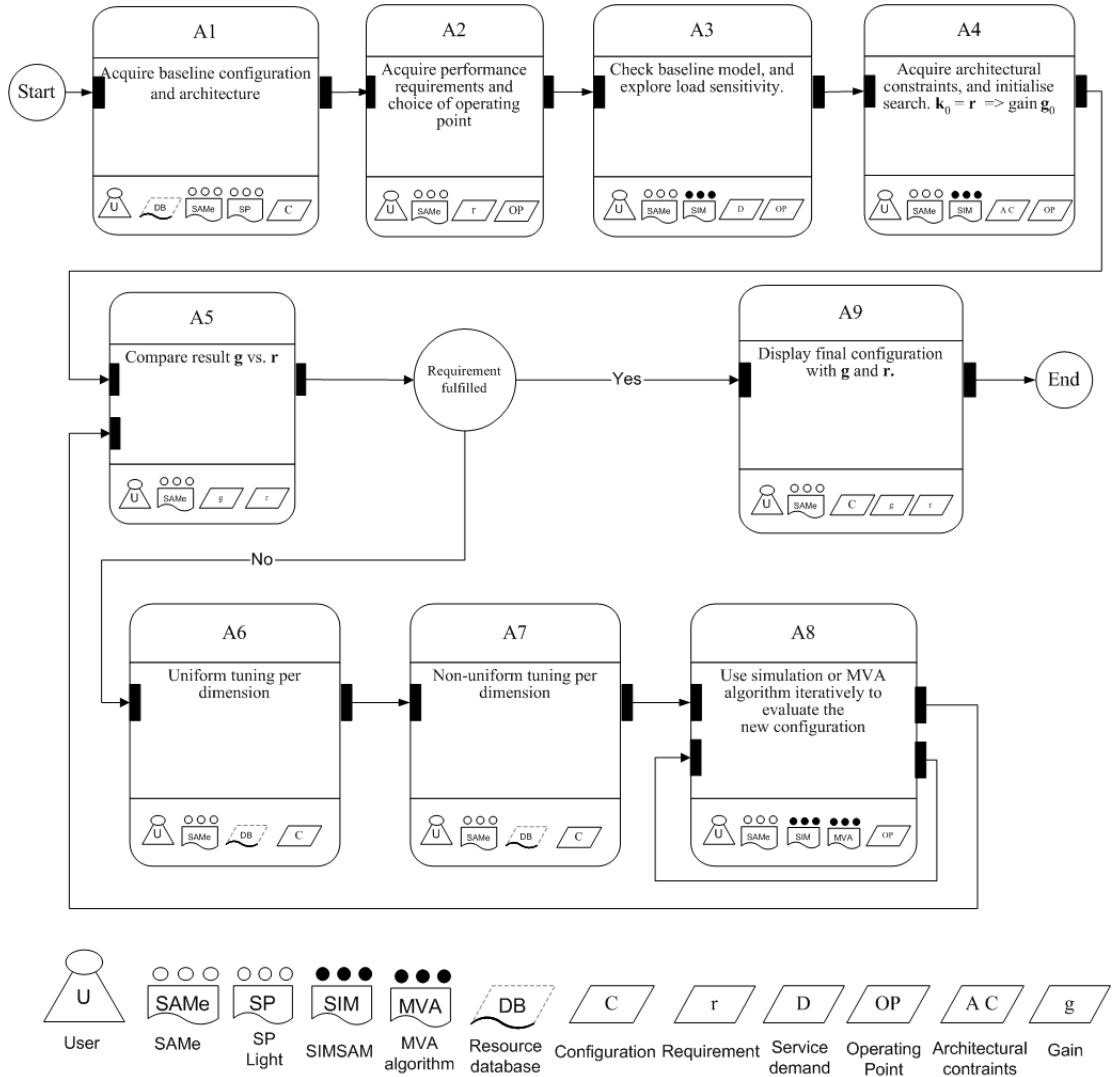 A1
A2
A3
A4
Start
Acquire baseline configuration
and architecture
Acquire performance
requirements and
choice of operating
point
Check baseline model, and
explore load sensitivity.
Acquire architectural
constraints, and initialise
search. k0 = r => gain g0
U
DB
SAMe
SP
C
U
SAMe
r
OP
U
SAMe
SIM
D
OP
U
SAMe
SIM
A C
OP
A5
Compare result g vs. r
U
SAMe
g
r
Requirement
fulfilled
Yes
No
A9
Display final configuration
with g and r.
U
SAMe
C
g
r
End
A6
Uniform tuning per
dimension
U
SAMe
DB
C
A7
Non-uniform tuning per
dimension
U
SAMe
DB
C
A8
Use simulation or MVA
algorithm iteratively to
evaluate the
new configuration
U
SAMe
SIM
MVA
OP
U
User
SAMe
SAMe
SP
SP
Light
SIM
SIMSAM
MVA
MVA
algorithm
DB
Resource
database
C
Configuration
r
Requirement
D
Service
demand
OP
Operating
Point
A C
Architectural
contraints
g
Gain